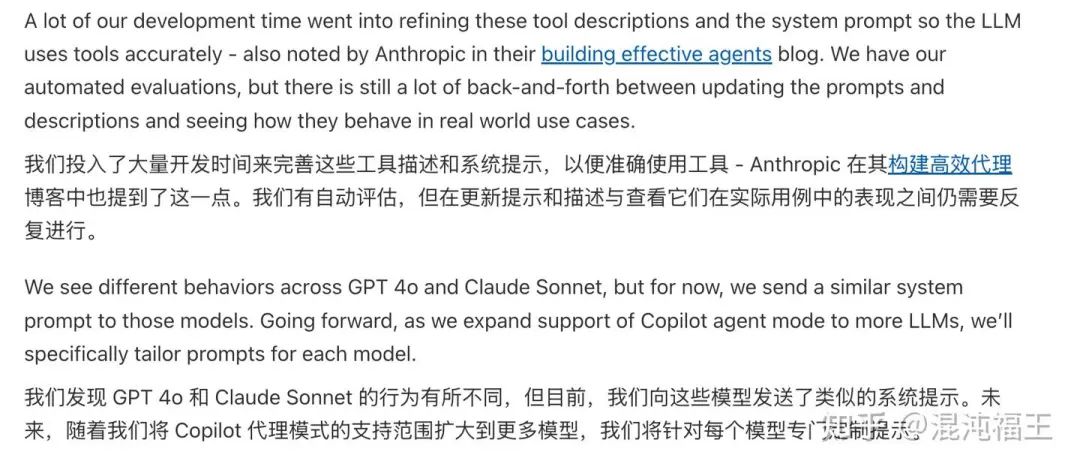 A lot of our development time went into refining these tool descriptions and the system prompt so the LLM
uses tools accurately - also noted by Anthropic in their building effective agents blog. We have our
automated evaluations, but there is still a lot of back-and-forth between updating the prompts and
descriptions and seeing how they behave in real world use cases.
我们投入了大量开发时间来完善这些工具描述和系统提示，以便准确使用工具 - Anthropic 在其构建高效代理
博客中也提到了这一点。我们有自动评估，但在更新提示和描述与查看它们在实际用例中的表现之间仍需要反
复进行。
We see different behaviors across GPT 4o and Claude Sonnet, but for now, we send a similar system
prompt to those models. Going forward, as we expand support of Copilot agent mode to more LLMs, we’ll
specifically tailor prompts for each model.
我们发现 GPT 4o 和 Claude Sonnet 的行为有所不同，但目前，我们向这些模型发送了类似的系统提示。未
来，随着我们将 Copilot 代理模式的支持范围扩大到更多模型，我们将针对每个模型专门定制提示。
知乎 @混沌福王